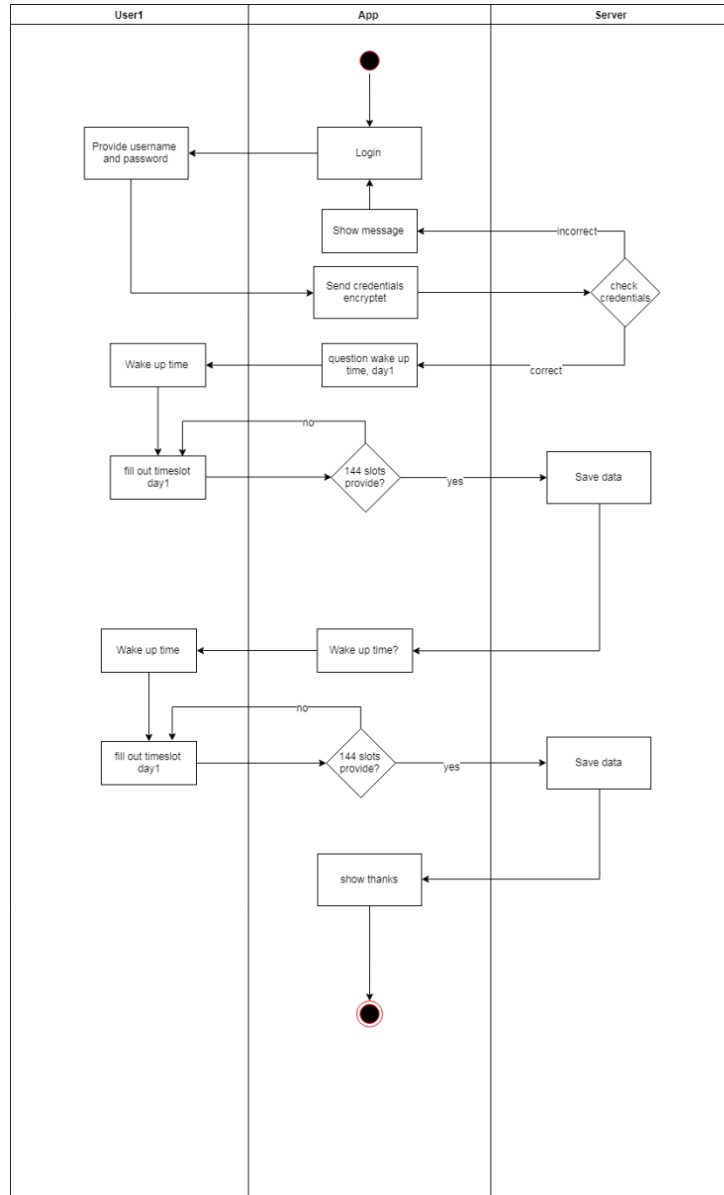 User1
App
Server
Provide username
and password
Login
Show message
incorrect
Send credentials
encryptet
check
credentials
Wake up time
question wake up
time, day1
correct
no
fill out timeslot
day1
144 slots
provide?
yes
Save data
Wake up time
Wake up time?
no
fill out timeslot
day1
144 slots
provide?
yes
Save data
show thanks